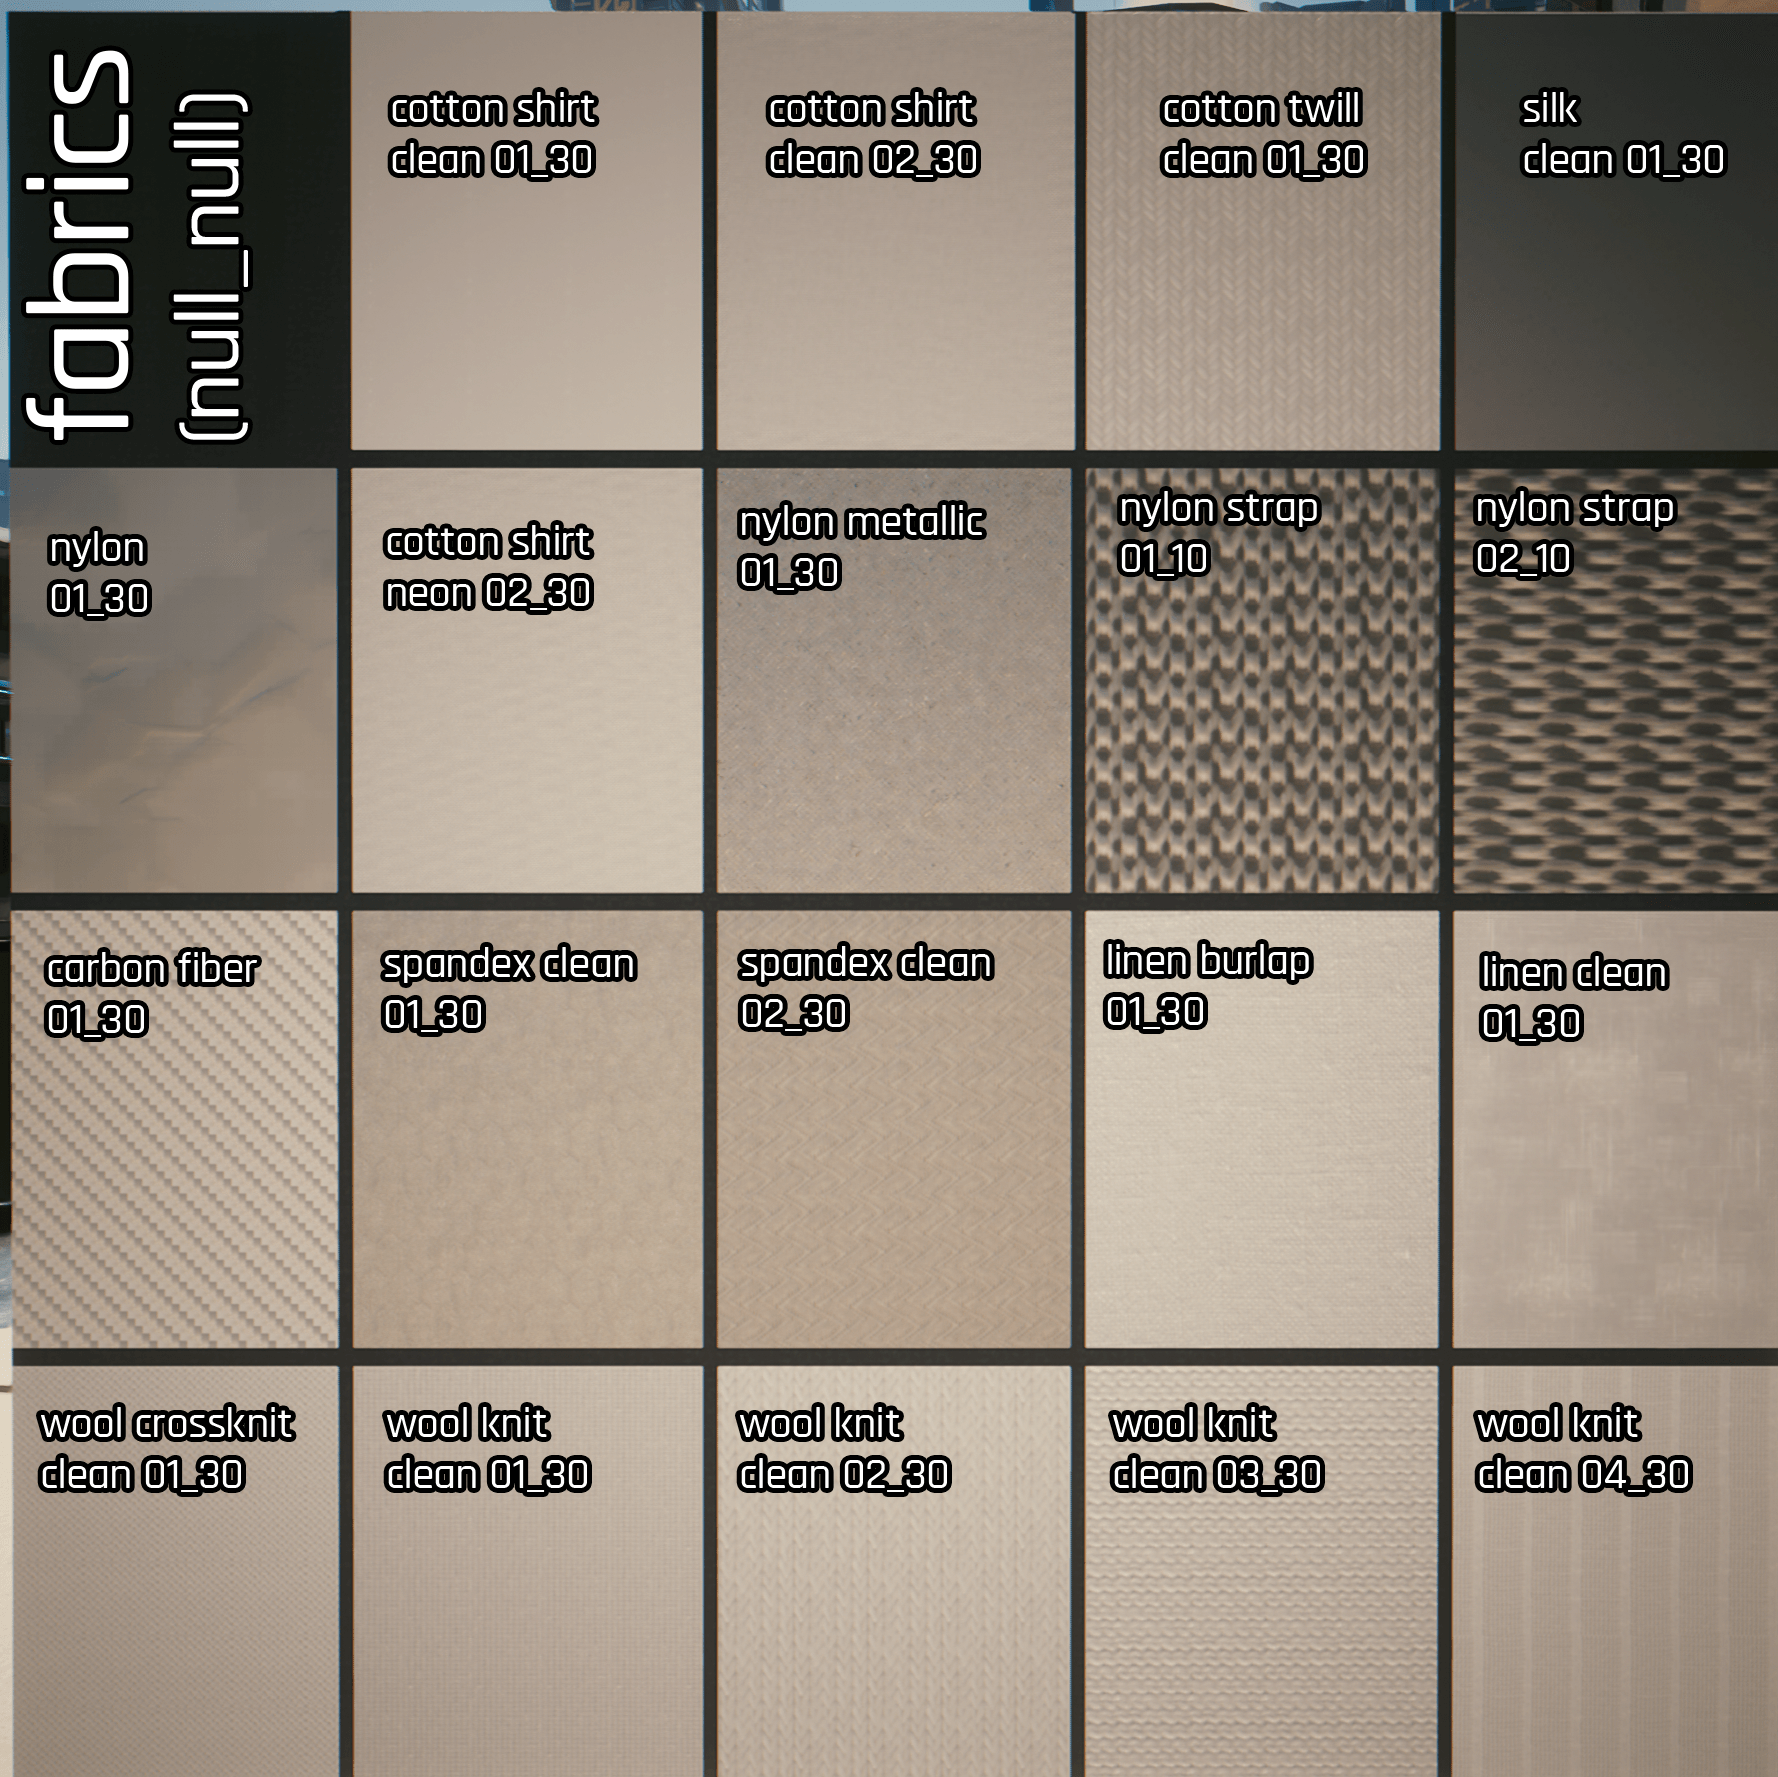 fabrics
(null_null)
cotton shirt
clean 01_30
cotton shirt
clean 02_30
cotton twill
clean 01_30
silk
clean 01_30
nylon
01_30
cotton shirt
neon 02_30
nylon metallic
01_30
nylon strap
01_10
nylon strap
02_10
carbon fiber
01_30
spandex clean
01_30
spandex clean
02_30
linen burlap
01_30
linen clean
01_30
wool crossknit
clean 01_30
wool knit
clean 01_30
wool knit
clean 02_30
wool knit
clean 03_30
wool knit
clean 04_30